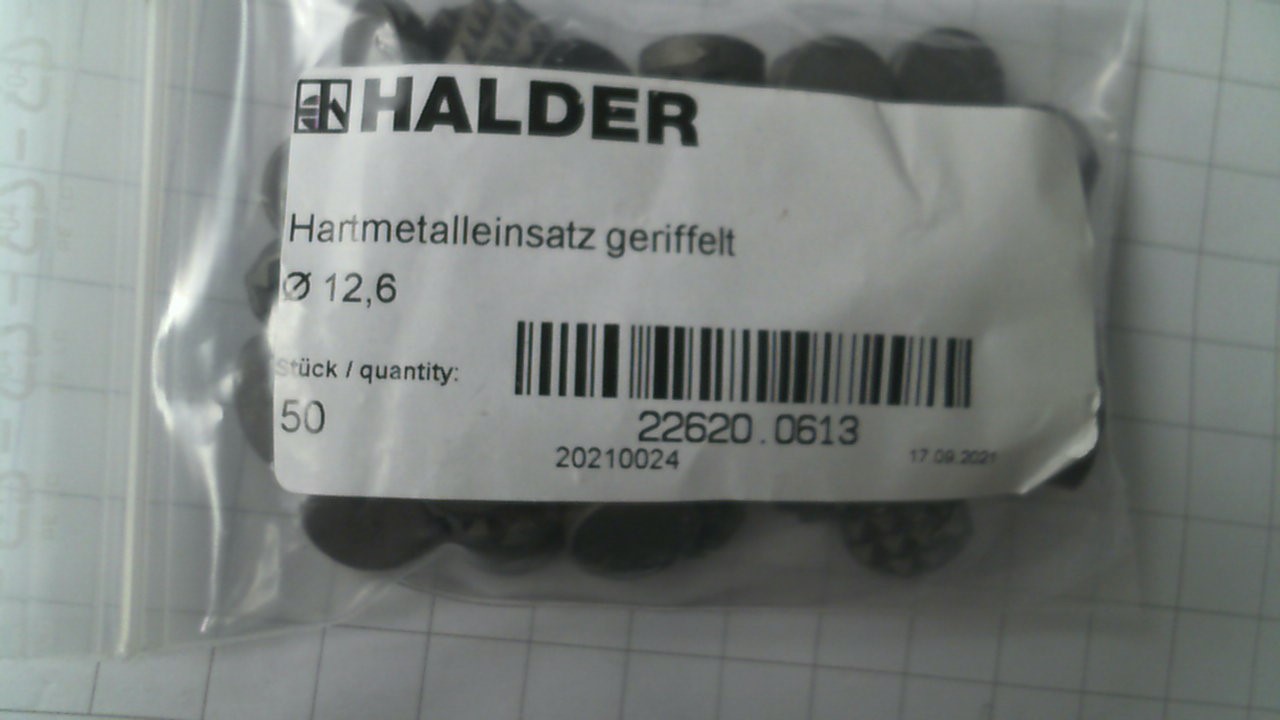 HALDER
Hartmetalleinsatz geriffelt
Ø 12,6
Stück / quantity:
50
22620.0613
20210024
17.09.2021